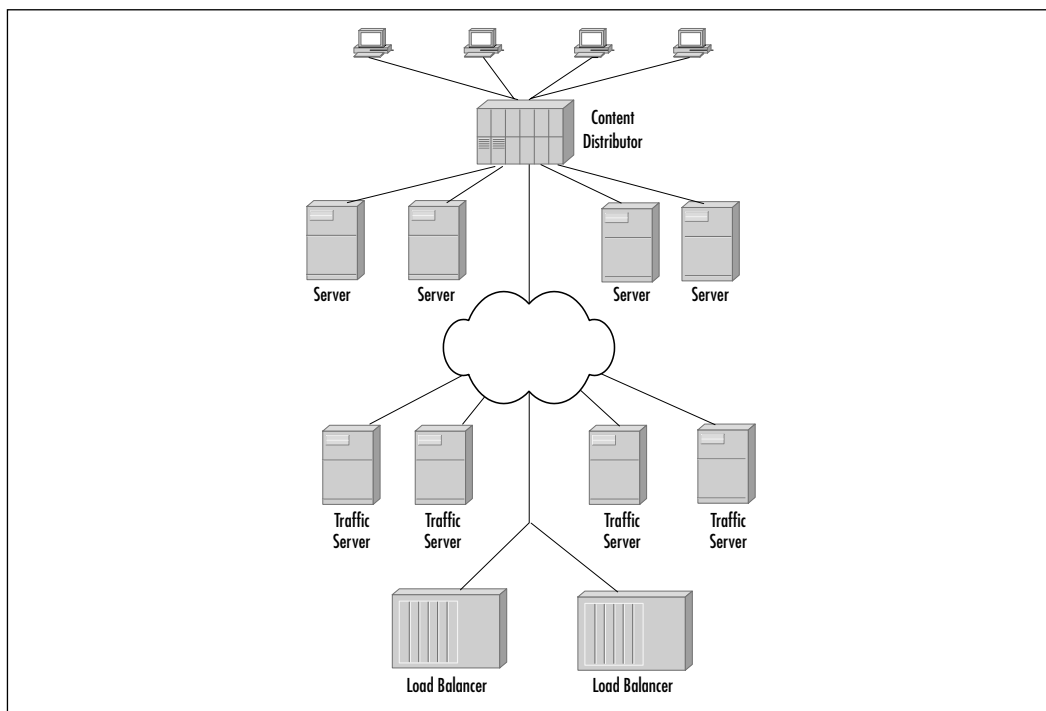 Content
Distributor
Server
Server
Server
Server
Traffic
Server
Traffic
Server
Traffic
Server
Traffic
Server
Load Balancer
Load Balancer